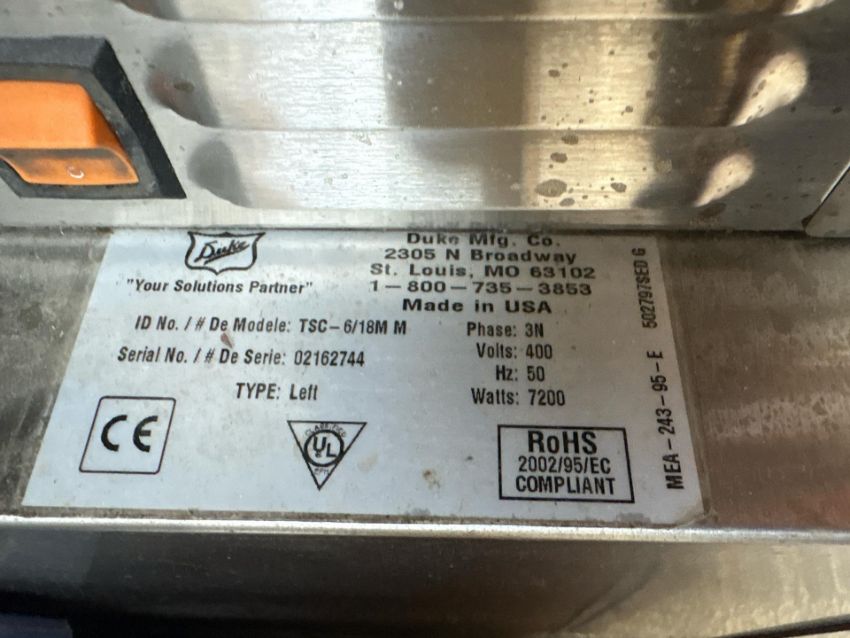 Duke
"Your Solutions Partner"
Duke Mfg. Co.
2305 N Broadway
St. Louis, MO 63102
1-800-735-3853
Made in USA
ID No. / # De Modele: TSC-6/18M M
Serial No. / # De Serie: 02162744
TYPE: Left
Phase: 3N
Volts: 400
Hz: 50
Watts: 7200
CE
CLASSIFIED
UL
EPH
RoHS
2002/95/EC
COMPLIANT
MEA-243-95-E
502797SED G